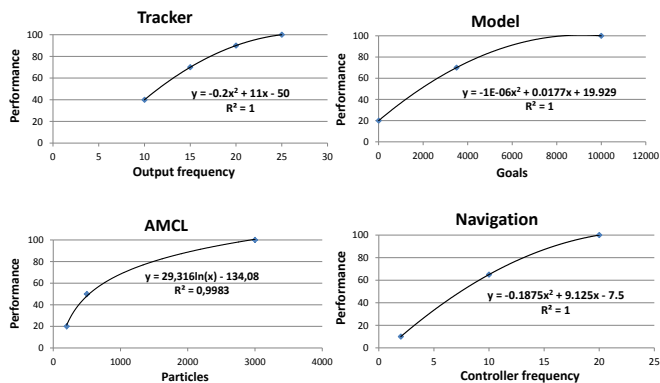 Tracker
Performance
100
80
60
40
20
0
y = -0.2x² + 11x - 50
R² = 1
0 5 10 15 20 25 30
Output frequency
Model
Performance
100
80
60
40
20
0
y = -1E-06x² + 0.0177x + 19.929
R² = 1
0 2000 4000 6000 8000 10000 12000
Goals
AMCL
Performance
100
80
60
40
20
0
y = 29,316ln(x) - 134,08
R² = 0,9983
0 1000 2000 3000 4000
Particles
Navigation
Performance
100
80
60
40
20
0
y = -0.1875x² + 9.125x - 7.5
R² = 1
0 5 10 15 20 25
Controller frequency